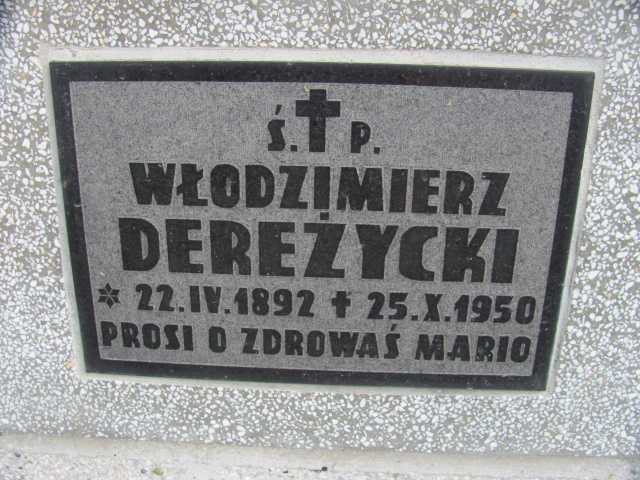 Ś. ✝ P.
WŁODZIMIERZ
DEREŻYCKI
* 22.IV.1892 ✝ 25.X.1950
PROSI O ZDROWAŚ MARIO